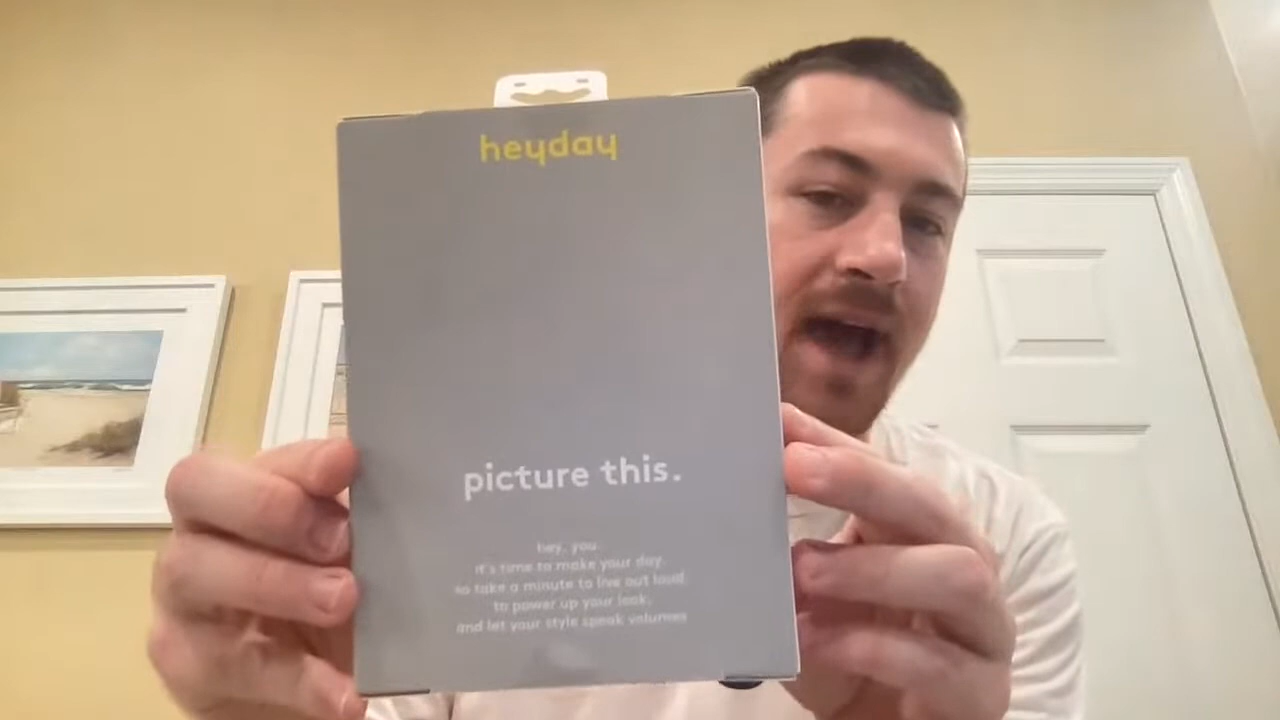 heyday
picture this.
hey, you.
it's time to make your day.
so take a minute to live out loud.
to power up your look.
and let your style speak volumes